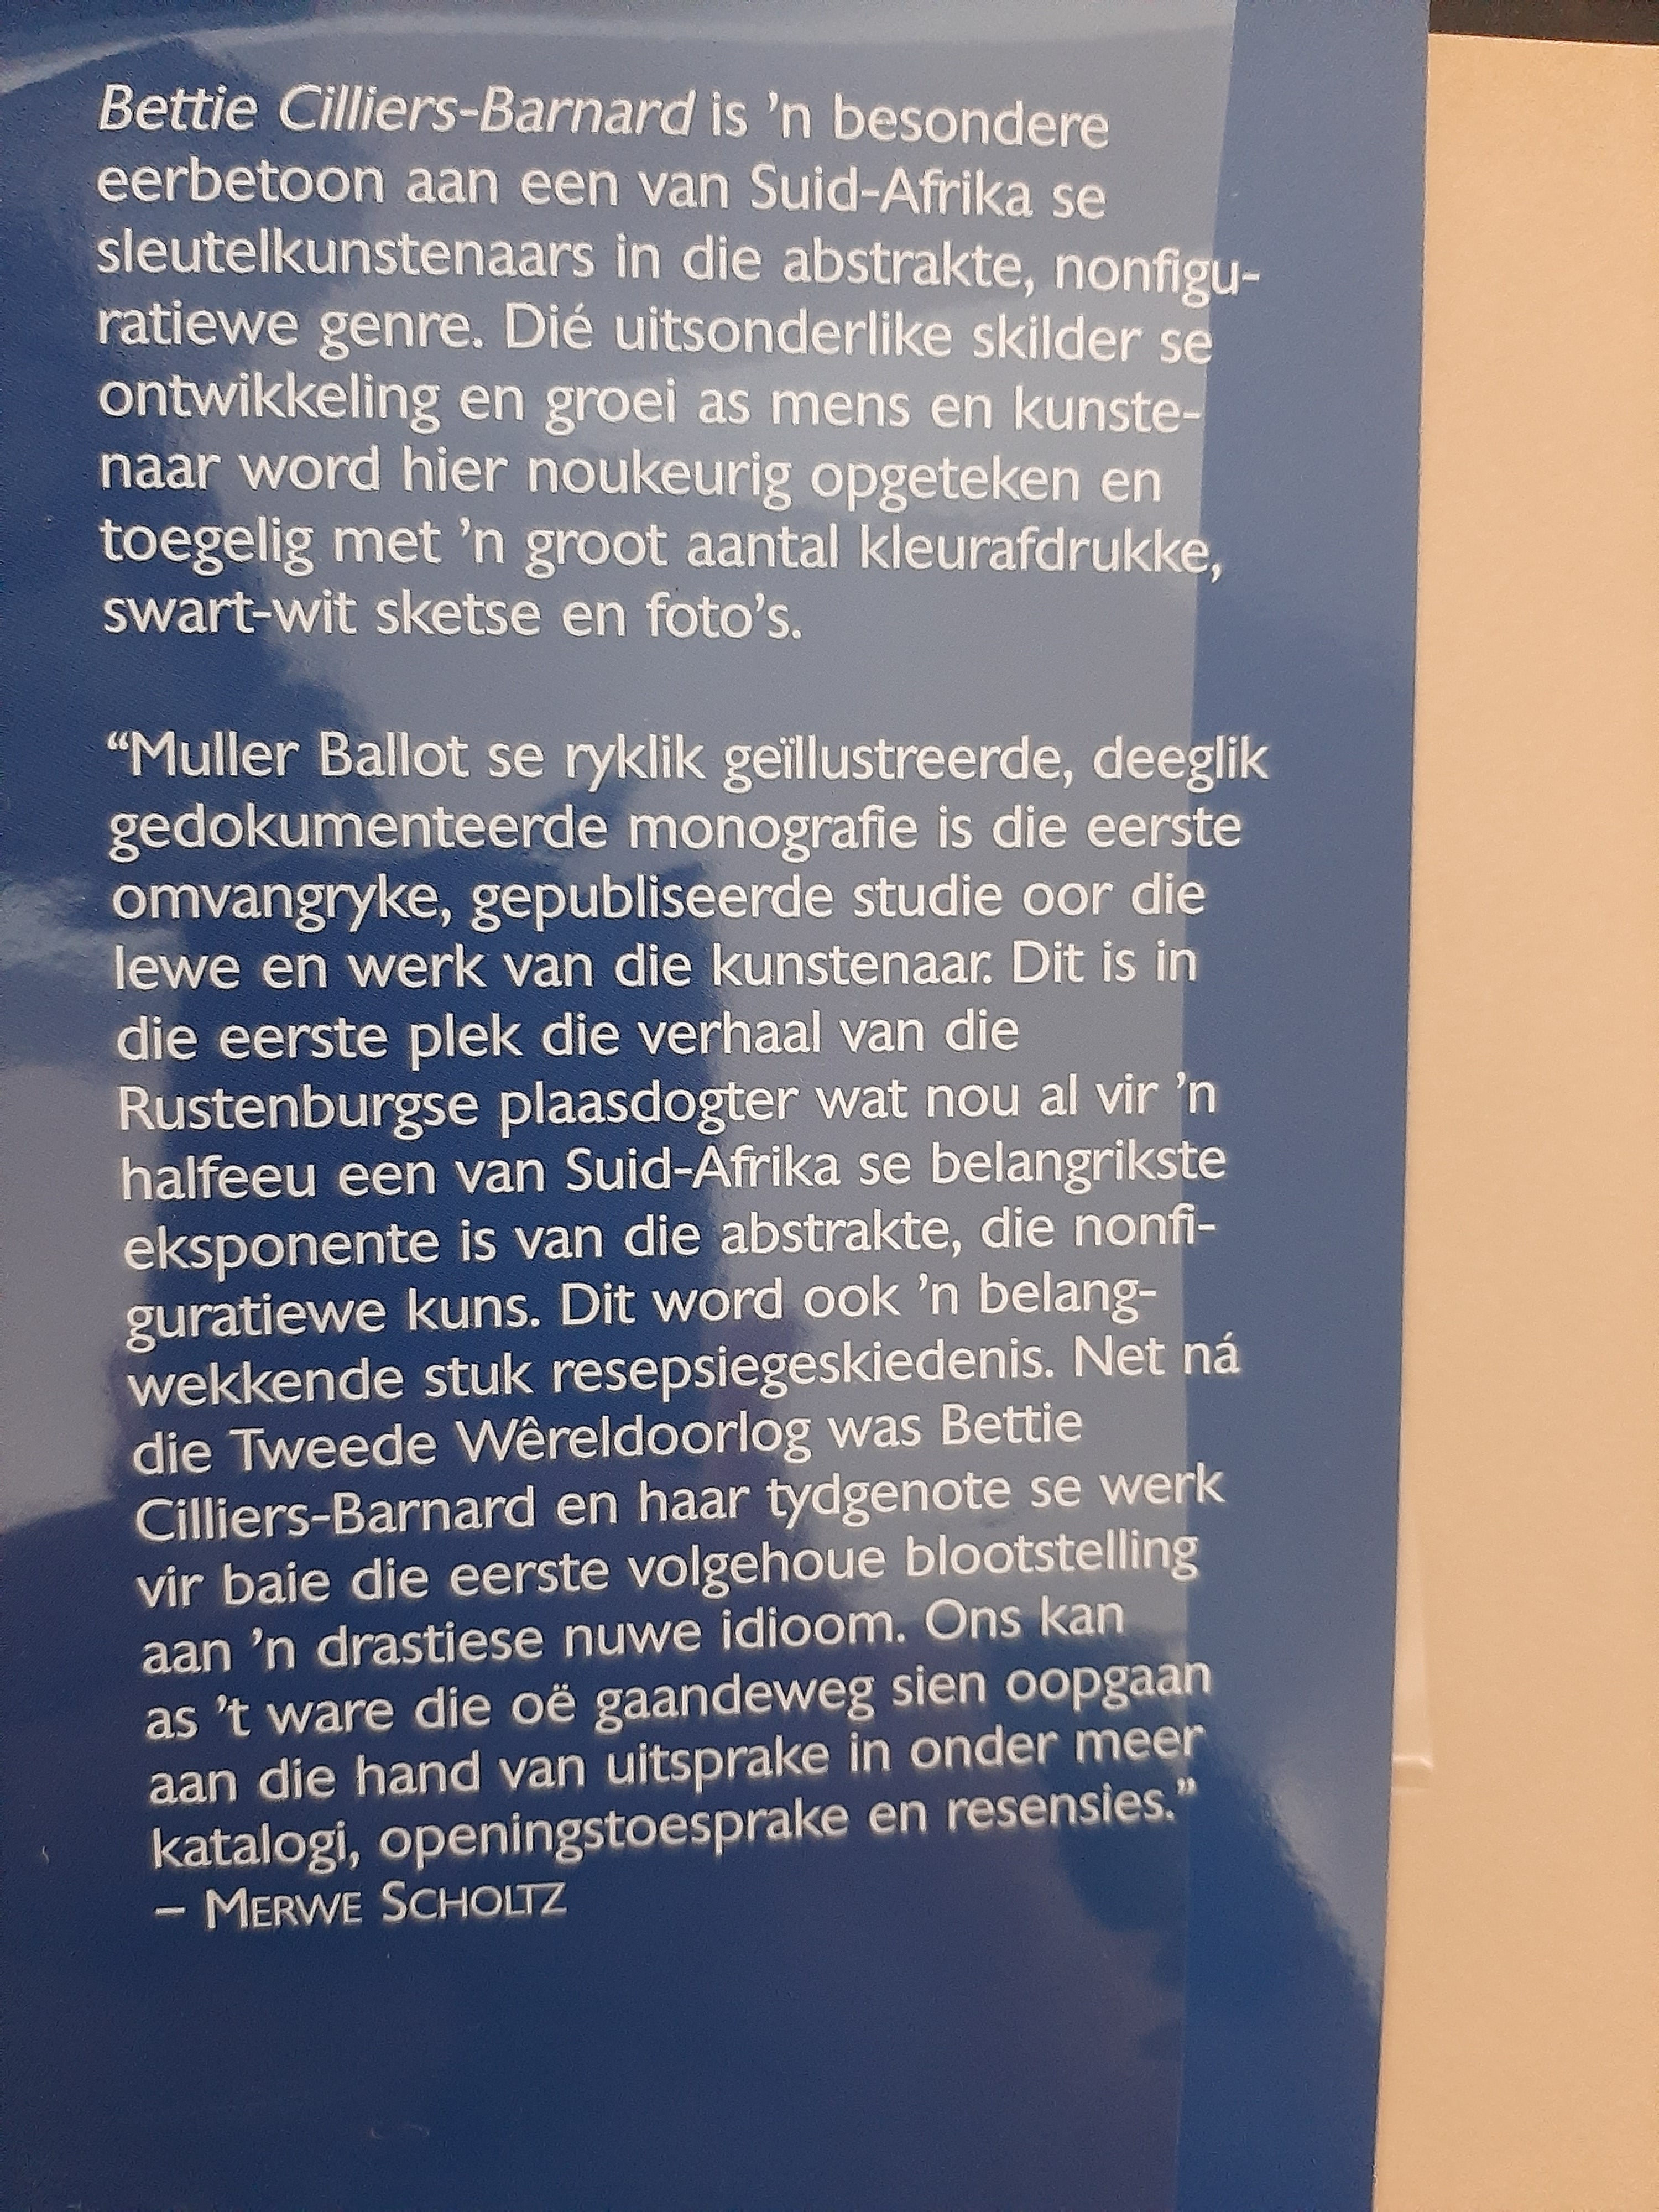 Bettie Cilliers-Barnard is ’n besondere
eerbetoon aan een van Suid-Afrika se
sleutelkunstenaars in die abstrakte, nonfigu-
ratiewe genre. Dié uitsonderlike skilder se
ontwikkeling en groei as mens en kunste-
naar word hier noukeurig opgeteken en
toegelig met ’n groot aantal kleurafdrukke,
swart-wit sketse en foto’s.
“Muller Ballot se ryklik geïllustreerde, deeglik
gedokumenteerde monografie is die eerste
omvangryke, gepubliseerde studie oor die
lewe en werk van die kunstenaar. Dit is in
die eerste plek die verhaal van die
Rustenburgse plaasdogter wat nou al vir ’n
halfeeu een van Suid-Afrika se belangrikste
eksponente is van die abstrakte, die nonfi-
guratiewe kuns. Dit word ook ’n belang-
wekkende stuk resepsiegeskiedenis. Net ná
die Tweede Wêreldoorlog was Bettie
Cilliers-Barnard en haar tydgenote se werk
vir baie die eerste volgehoue blootstelling
aan ’n drastiese nuwe idioom. Ons kan
as ’t ware die oë gaandeweg sien oopgaan
aan die hand van uitsprake in onder meer
katalogi, openingstoesprake en resensies.”
– MERWE SCHOLTZ